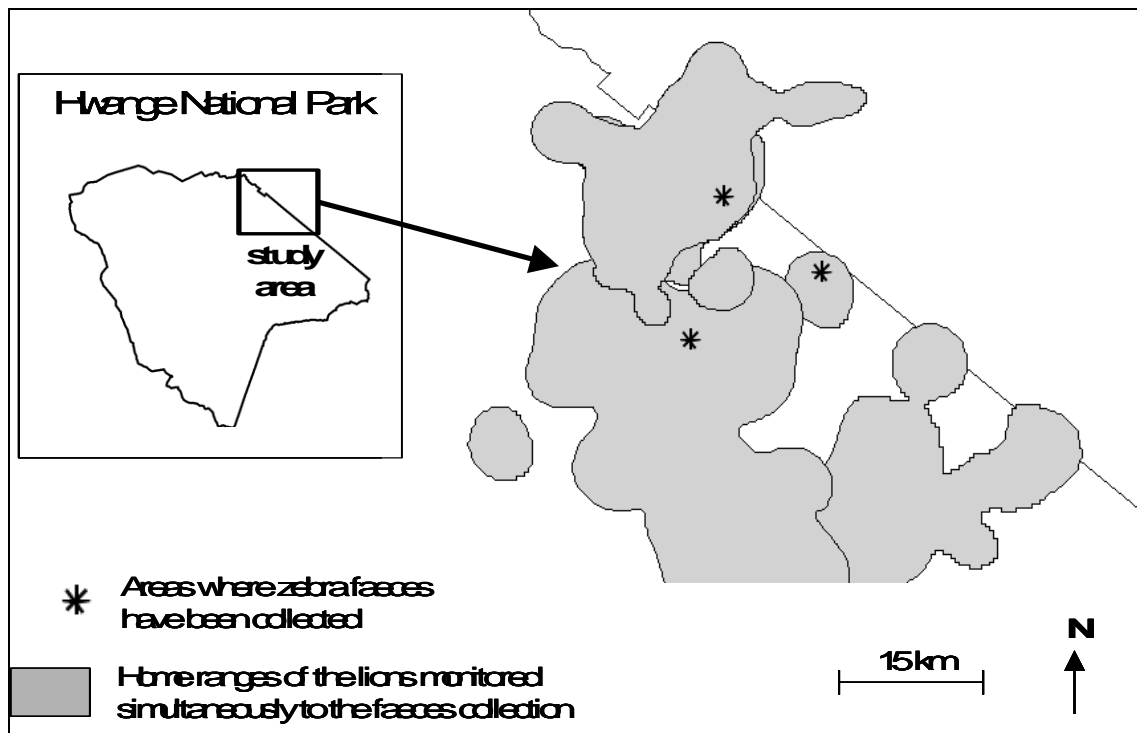 Hwange National Park
study
area
Areas where zebra faeces
have been collected
Home ranges of the lions monitored
simultaneously to the faeces collection
15 km
N